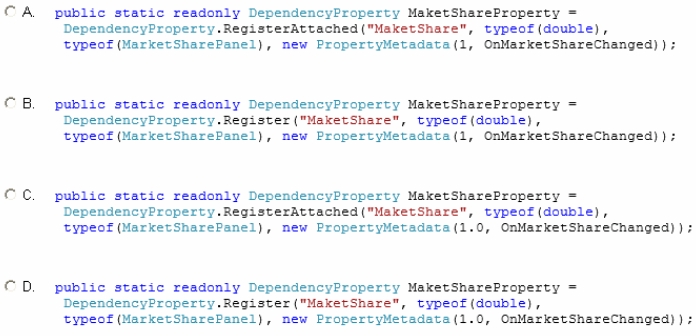 A. public static readonly DependencyProperty MaketShareProperty =
DependencyProperty.RegisterAttached("MaketShare", typeof(double),
typeof(MarketSharePanel), new PropertyMetadata(1, OnMarketShareChanged));
B. public static readonly DependencyProperty MaketShareProperty =
DependencyProperty.Register("MaketShare", typeof(double),
typeof(MarketSharePanel), new PropertyMetadata(1, OnMarketShareChanged));
C. public static readonly DependencyProperty MaketShareProperty =
DependencyProperty.RegisterAttached("MaketShare", typeof(double),
typeof(MarketSharePanel), new PropertyMetadata(1.0, OnMarketShareChanged));
D. public static readonly DependencyProperty MaketShareProperty =
DependencyProperty.Register("MaketShare", typeof(double),
typeof(MarketSharePanel), new PropertyMetadata(1.0, OnMarketShareChanged));